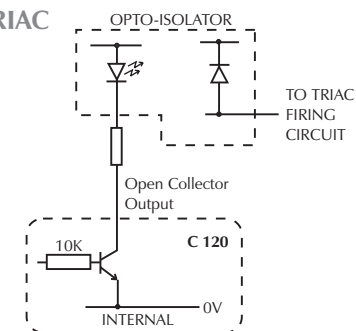 RIAC
OPTO-ISOLATOR
TO TRIAC
FIRING
CIRCUIT
Open Collector
Output
10K
C 120
0V
INTERNAL